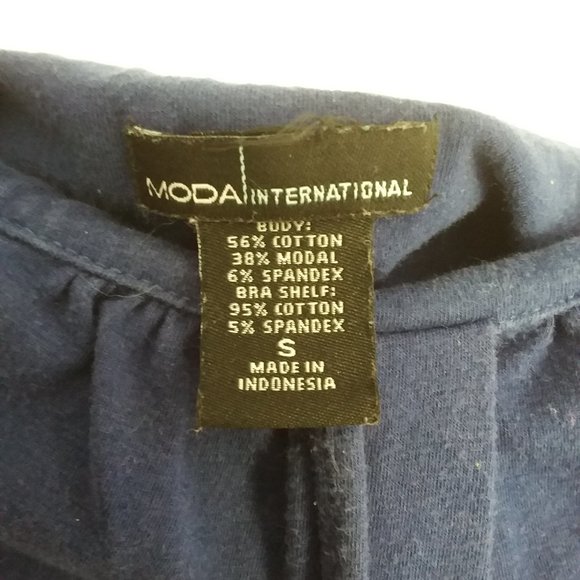 MODA INTERNATIONAL
BODY:
56% COTTON
38% MODAL
6% SPANDEX
BRA SHELF:
95% COTTON
5% SPANDEX
S
MADE IN
INDONESIA